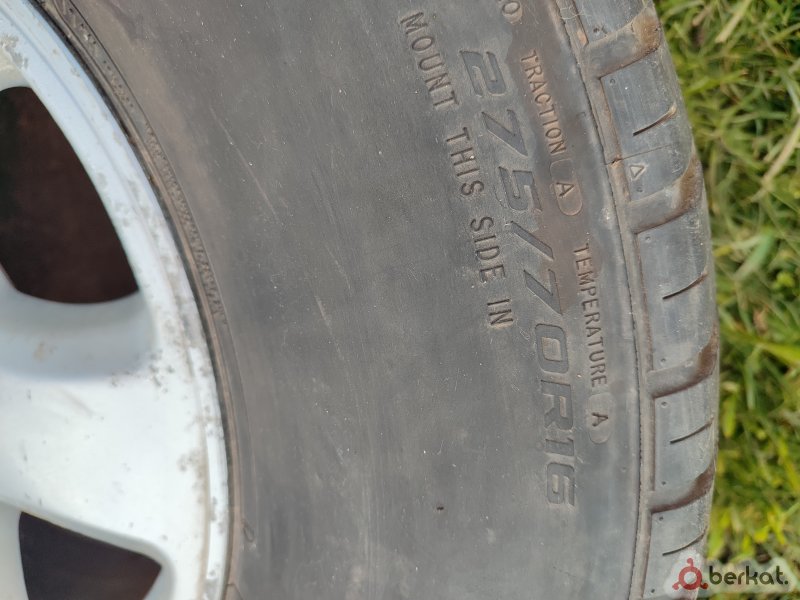 TRACTION A TEMPERATURE A
275/70R16
MOUNT THIS SIDE IN
berkat.